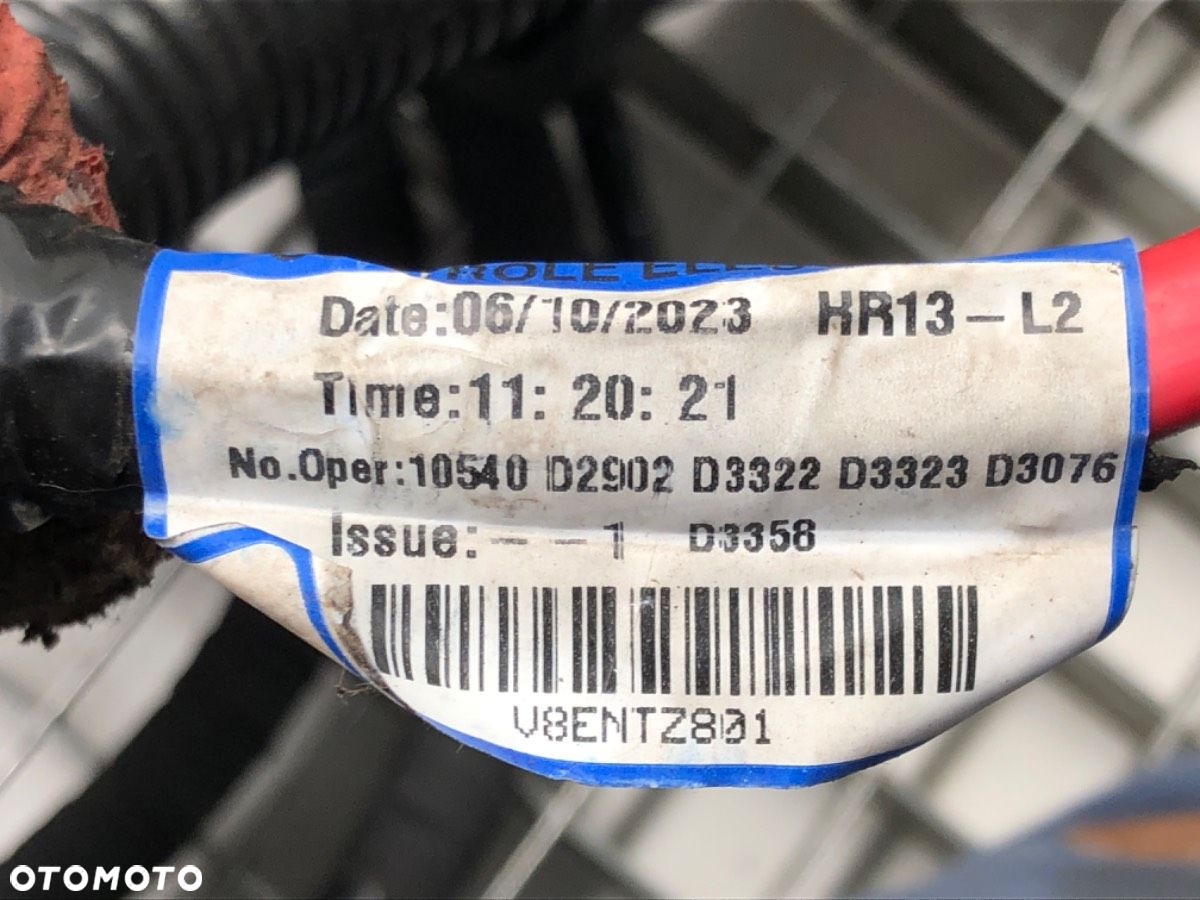 Date:06/10/2023 HR13-L2
Time:11: 20: 21
No.Oper:10540 D2902 D3322 D3323 D3076
Issue:- -1 D3358
V8ENTZ801
OTOMOTO